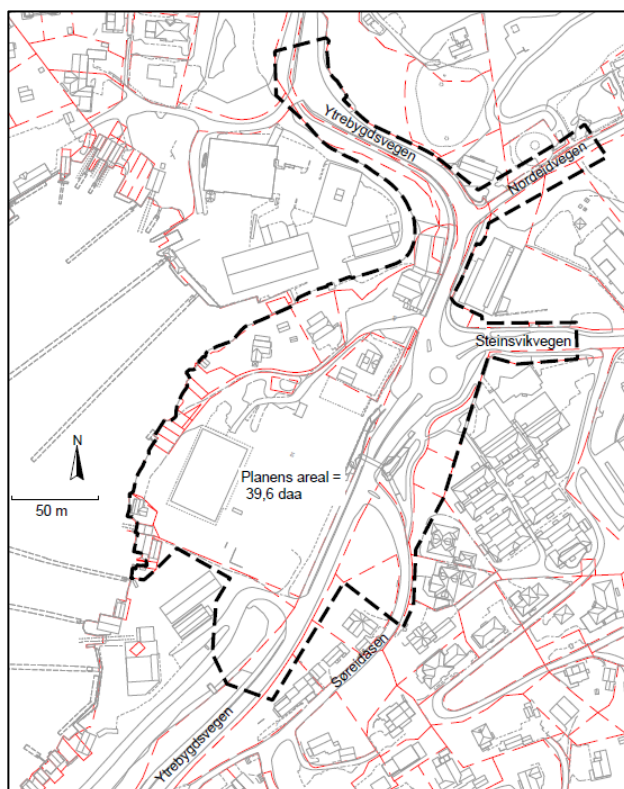 Ytrebygdsvegen
Nordeidvegen
Steinsvikvegen
N
50 m
Planens areal =
39,6 daa
Søreidåsen
Ytrebygdsvegen